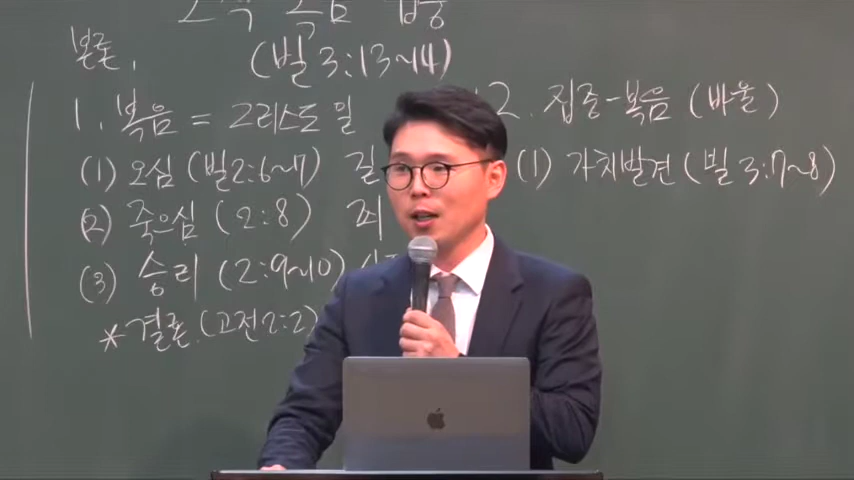 본론.
(빌3:13~14)
1. 복음 = 그리스도 일
(1) 오심 (빌2:6~7) 길
(2) 죽으심 (2:8) 죄
(3) 승리 (2:9~10)
* 결론 (고전2:2)
2. 집중-복음 (바울)
(1) 가치발견 (빌3:7~8)